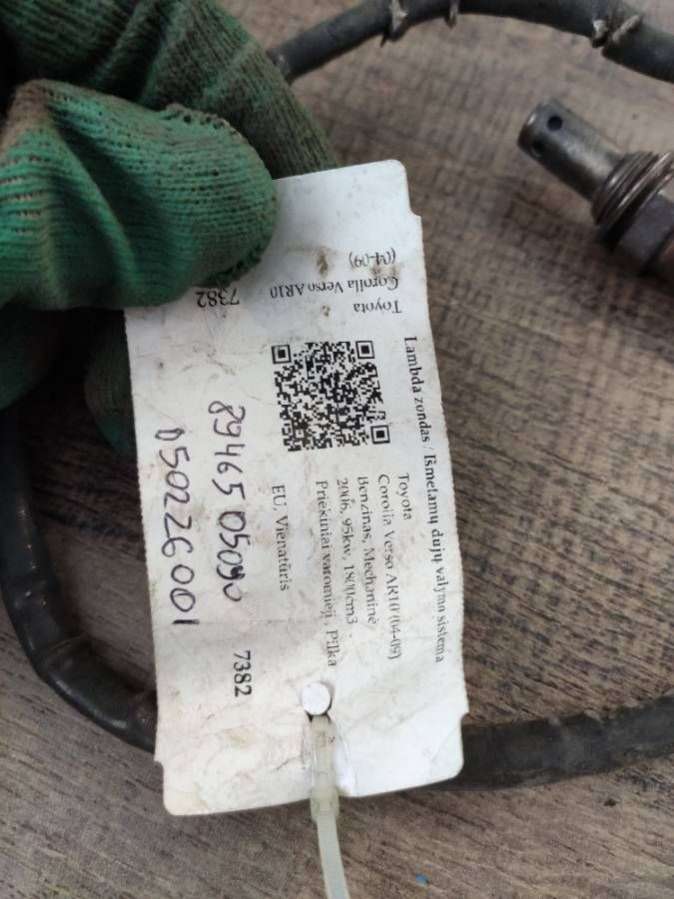 Lambda zondas / Išmetamų dujų valymo sistema
Toyota
Corolla Verso AR10 (04-09)
Benzinas, Mechaninė
2006, 95kw, 1800cm3
Priekiniai varomieji , Pilka
EU, Vienatūris
7382
89465 05090
D5022G001
Toyota
Corolla Verso AR10
(04-09)
7382